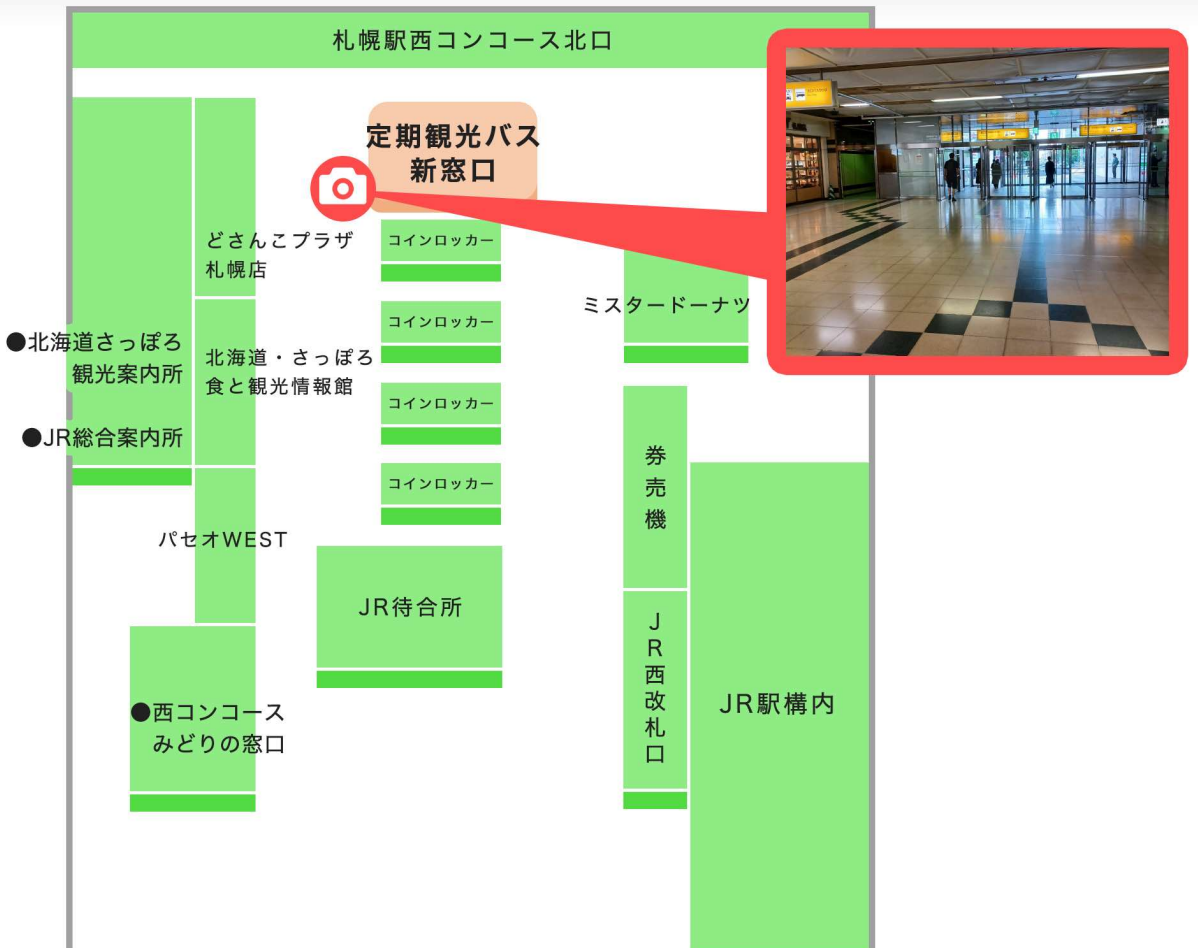 札幌駅西コンコース北口
定期観光バス
新窓口
コインロッカー
どさんこプラザ
札幌店
ミスタードーナツ
コインロッカー
●北海道さっぽろ
観光案内所
北海道・さっぽろ
食と観光情報館
コインロッカー
●JR総合案内所
券売機
コインロッカー
パセオWEST
JR待合所
JR西改札口
JR駅構内
●西コンコース
みどりの窓口